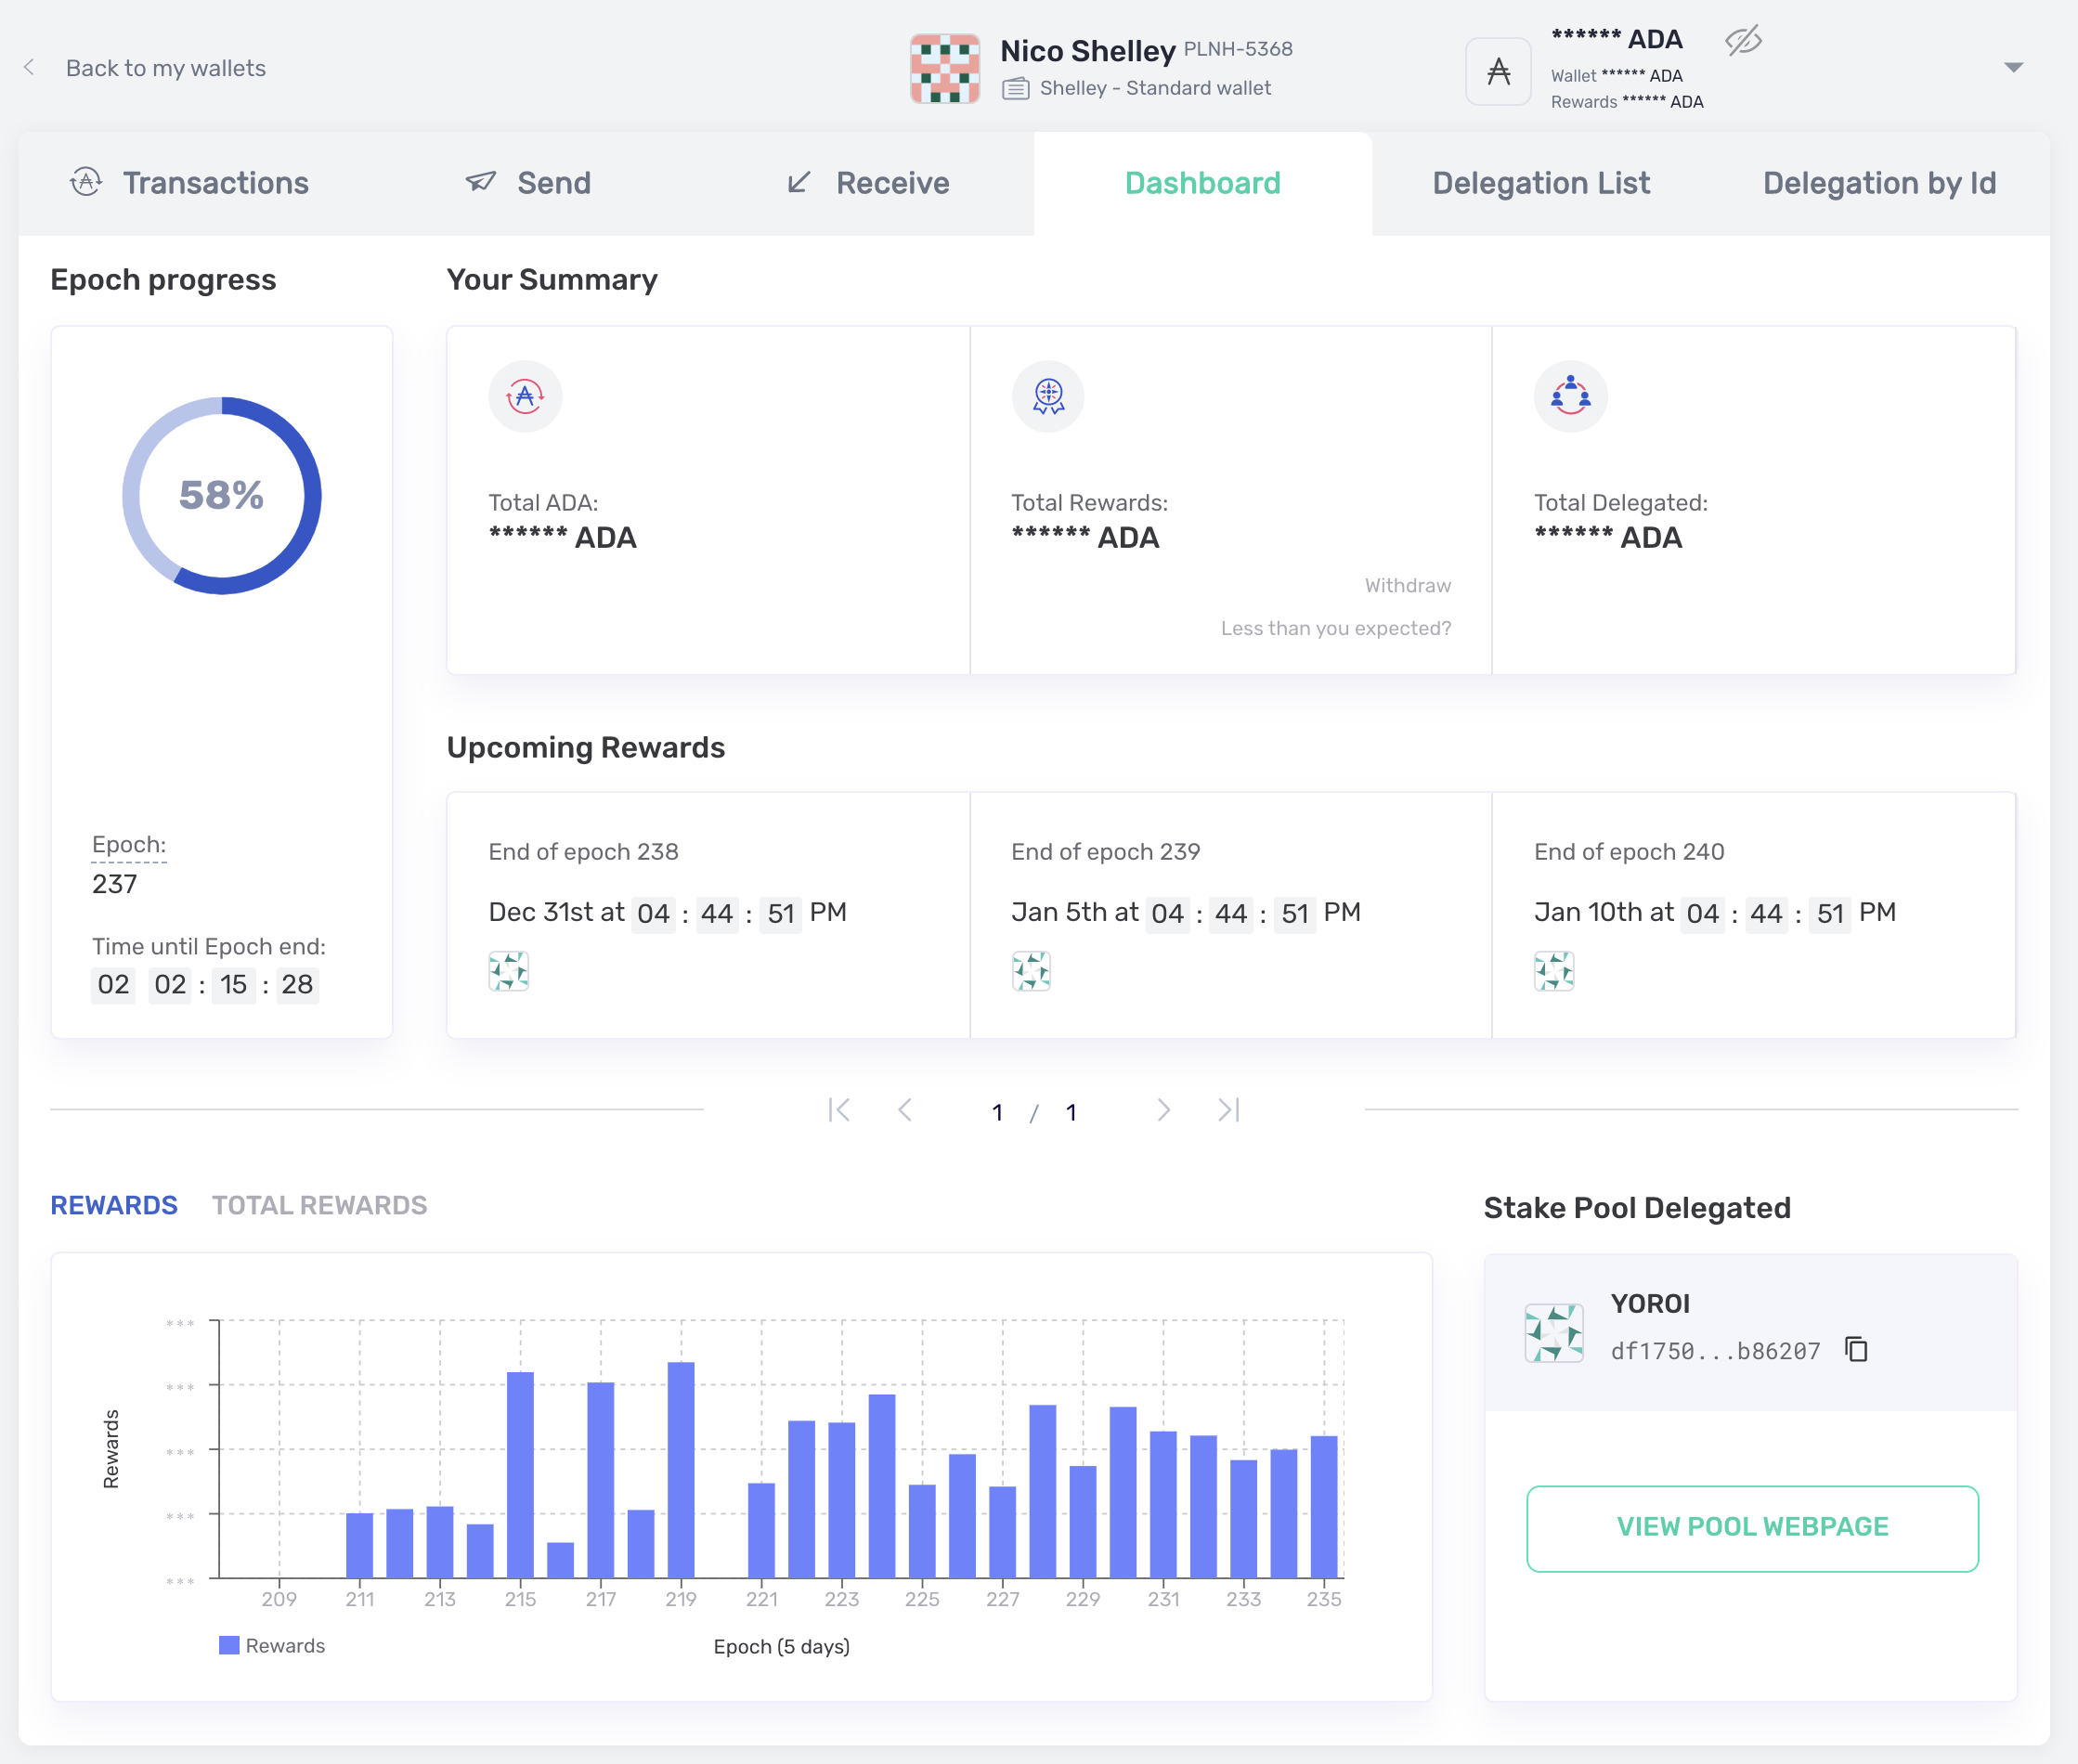 Back to my wallets
Nico Shelley PLNH-5368
Shelley - Standard wallet
****** ADA
Wallet ****** ADA
Rewards ****** ADA
Transactions
Send
Receive
Dashboard
Delegation List
Delegation by Id
Epoch progress
58%
Epoch:
237
Time until Epoch end:
02 02 : 15 : 28
Your Summary
Total ADA:
****** ADA
Total Rewards:
****** ADA
Withdraw
Less than you expected?
Total Delegated:
****** ADA
Upcoming Rewards
End of epoch 238
Dec 31st at 04 : 44 : 51 PM
End of epoch 239
Jan 5th at 04 : 44 : 51 PM
End of epoch 240
Jan 10th at 04 : 44 : 51 PM
1 / 1
REWARDS TOTAL REWARDS
***
***
***
***
***
Rewards
209 211 213 215 217 219 221 223 225 227 229 231 233 235
Rewards
Epoch (5 days)
Stake Pool Delegated
YOROI
df1750...b86207
VIEW POOL WEBPAGE